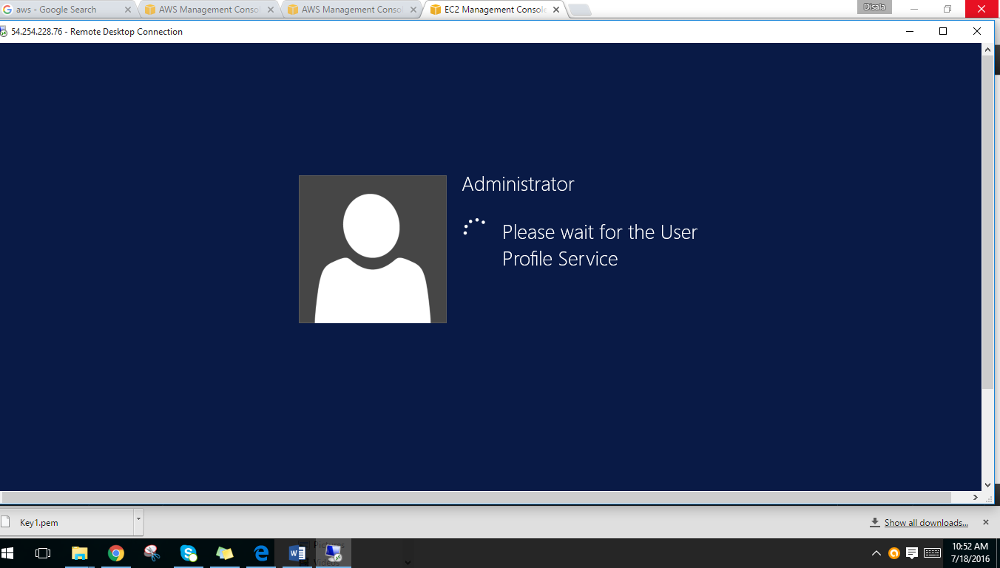 aws - Google Search
AWS Management Consol
AWS Management Consol
EC2 Management Console
Disala
54.254.228.76 - Remote Desktop Connection
Administrator
Please wait for the User
Profile Service
Key1.pem
Show all downloads...
Pictures
10:52 AM
7/18/2016